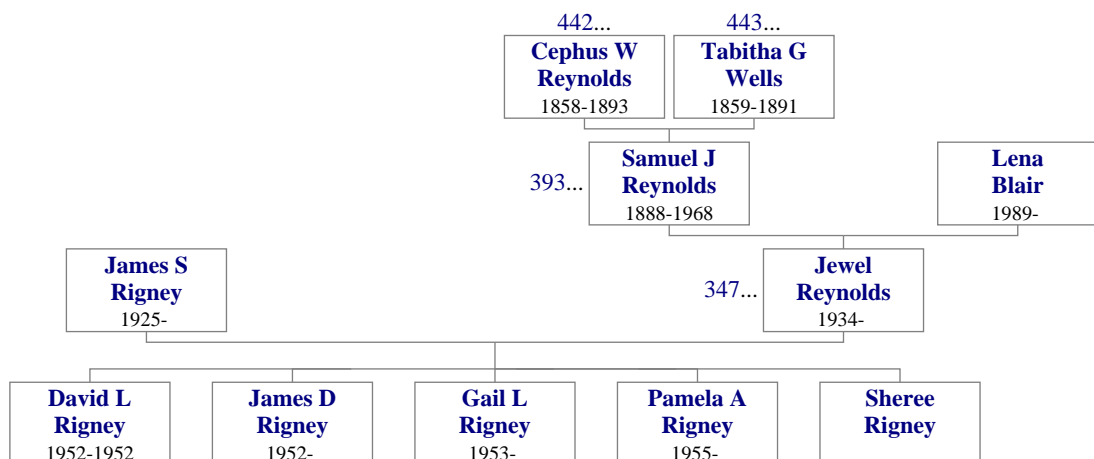 442...
443...
Cephus W
Reynolds
1858-1893
Tabitha G
Wells
1859-1891
393...
Samuel J
Reynolds
1888-1968
Lena
Blair
1989-
James S
Rigney
1925-
347...
Jewel
Reynolds
1934-
David L
Rigney
1952-1952
James D
Rigney
1952-
Gail L
Rigney
1953-
Pamela A
Rigney
1955-
Sheree
Rigney